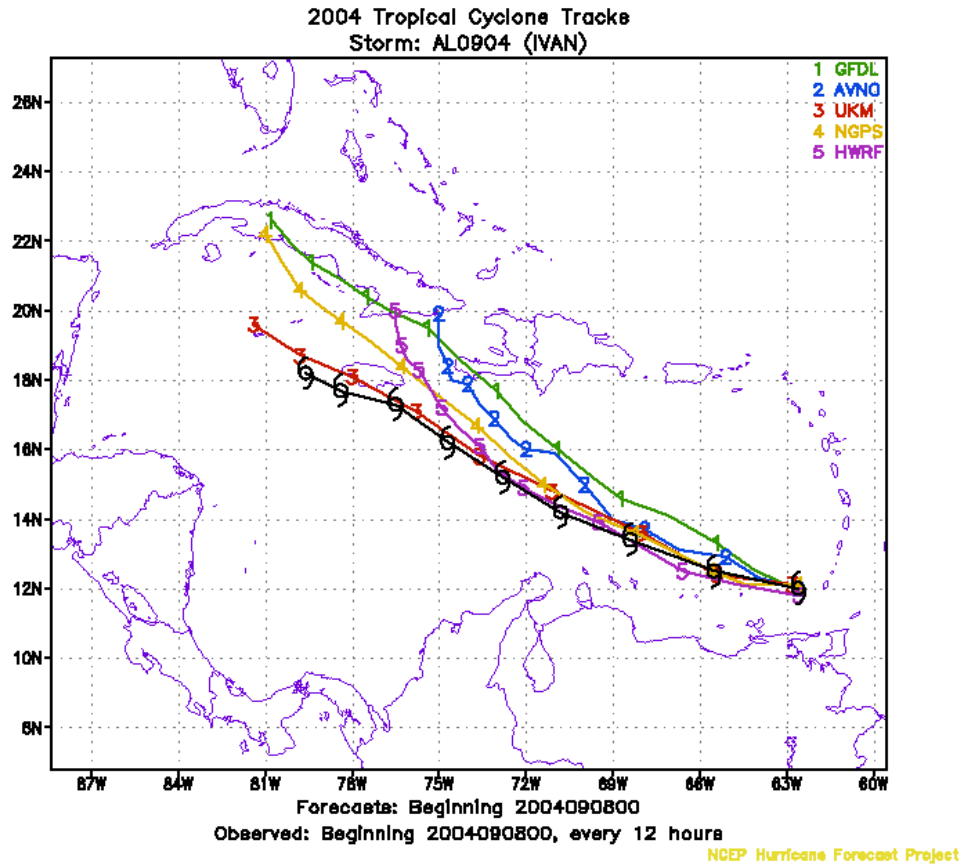 2004 Tropical Cyclone Tracks
Storm: AL0904 (IVAN)
1 GFDL
2 AVNO
3 UKM
4 NGPS
5 HWRF
26N
24N
22N
20N
18N
16N
14N
12N
10N
8N
87W 84W 81W 78W 75W 72W 69W 66W 63W 60W
Forecasts: Beginning 2004090800
Observed: Beginning 2004090800, every 12 hours
NCEP Hurricane Forecast Project